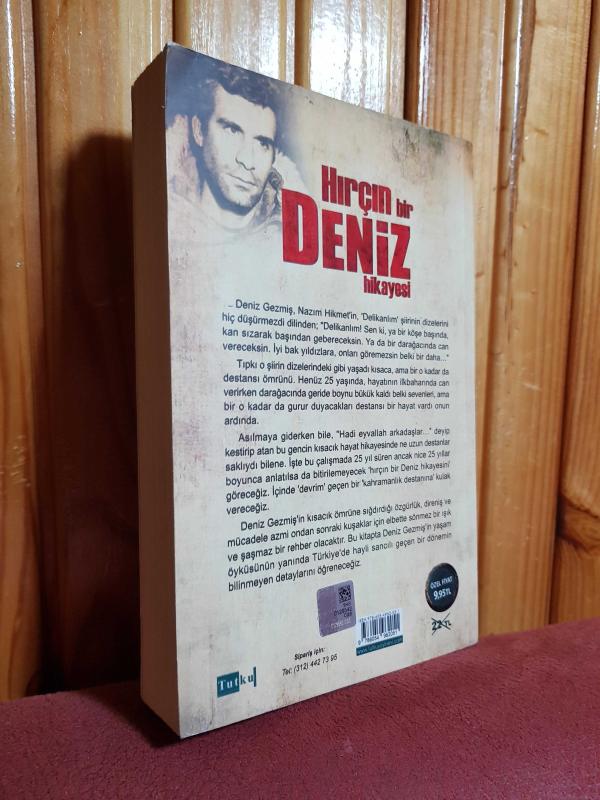 Hırçın bir
DENİZ
hikayesi
.. Deniz Gezmiş, Nazım Hikmet'in, 'Delikanlım' şiirinin dizelerini
hiç düşürmezdi dilinden; "Delikanlım! Sen ki, ya bir köşe başında,
kan sızarak başından gebereceksin. Ya da bir darağacında can
vereceksin. İyi bak yıldızlara, onları göremezsin belki bir daha..."
Tıpkı o şiirin dizelerindeki gibi yaşadı kısaca, ama bir o kadar da
destansı ömrünü. Henüz 25 yaşında, hayatının ilkbaharında can
verirken darağacında geride boynu bükük kaldı belki sevenleri, ama
bir o kadar da gurur duyacakları destansı bir hayat vardı onun
ardında.
Asılmaya giderken bile, "Hadi eyvallah arkadaşlar..." deyip
kestirip atan bu gencin kısacık hayat hikayesinde ne uzun destanlar
saklıydı bilene. İşte bu çalışmada 25 yıl süren ancak nice 25 yıllar
boyunca anlatılsa da bitirilemeyecek 'hırçın bir Deniz hikayesini'
göreceğiz. İçinde 'devrim' geçen bir 'kahramanlık destanına' kulak
vereceğiz.
Deniz Gezmiş'in kısacık ömrüne sığdırdığı özgürlük, direniş ve
mücadele azmi ondan sonraki kuşaklar için elbette sönmez bir ışık
ve şaşmaz bir rehber olacaktır. Bu kitapta Deniz Gezmiş'in yaşam
öyküsünün yanında Türkiye'de hayli sancılı geçen bir dönemin
bilinmeyen detaylarını öğreneceğiz.
ÖZEL FİYAT
9,95 TL
22 TL
Sipariş için:
Tel: (312) 442 73 95
Tutku